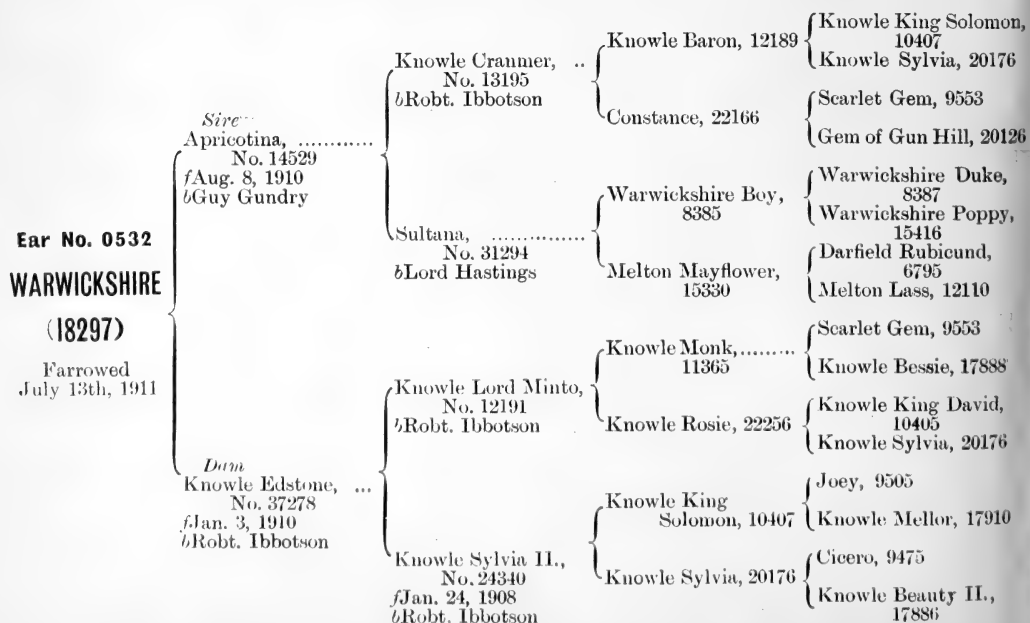 Ear No. 0532
WARWICKSHIRE
(18297)
Farrowed
July 13th, 1911
Sire
Apricotina, ............
No. 14529
fAug. 8, 1910
bGuy Gundry
Dam
Knowle Edstone, ...
No. 37278
fJan. 3, 1910
bRobt. Ibbotson
Knowle Cranmer, ..
No. 13195
bRobt. Ibbotson
Sultana, ...............
No. 31294
bLord Hastings
Knowle Lord Minto,
No. 12191
bRobt. Ibbotson
Knowle Sylvia II.,
No. 24340
fJan. 24, 1908
bRobt. Ibbotson
Knowle Baron, 12189
Constance, 22166
Warwickshire Boy,
8385
Melton Mayflower,
15330
Knowle Monk,.........
11365
Knowle Rosie, 22256
Knowle King
Solomon, 10407
Knowle Sylvia, 20176
Knowle King Solomon,
10407
Knowle Sylvia, 20176
Scarlet Gem, 9553
Gem of Gun Hill, 20126
Warwickshire Duke,
8387
Warwickshire Poppy,
15416
Darfield Rubicund,
6795
Melton Lass, 12110
Scarlet Gem, 9553
Knowle Bessie, 17888
Knowle King David,
10405
Knowle Sylvia, 20176
Joey, 9505
Knowle Mellor, 17910
Cicero, 9475
Knowle Beauty II.,
17886